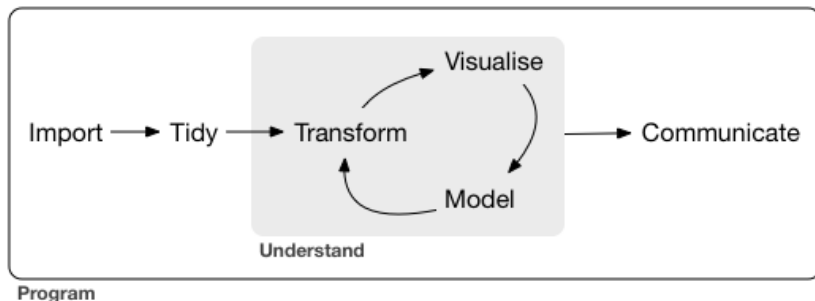 Visualise
Import
Tidy
Transform
Communicate
Model
Understand
Program